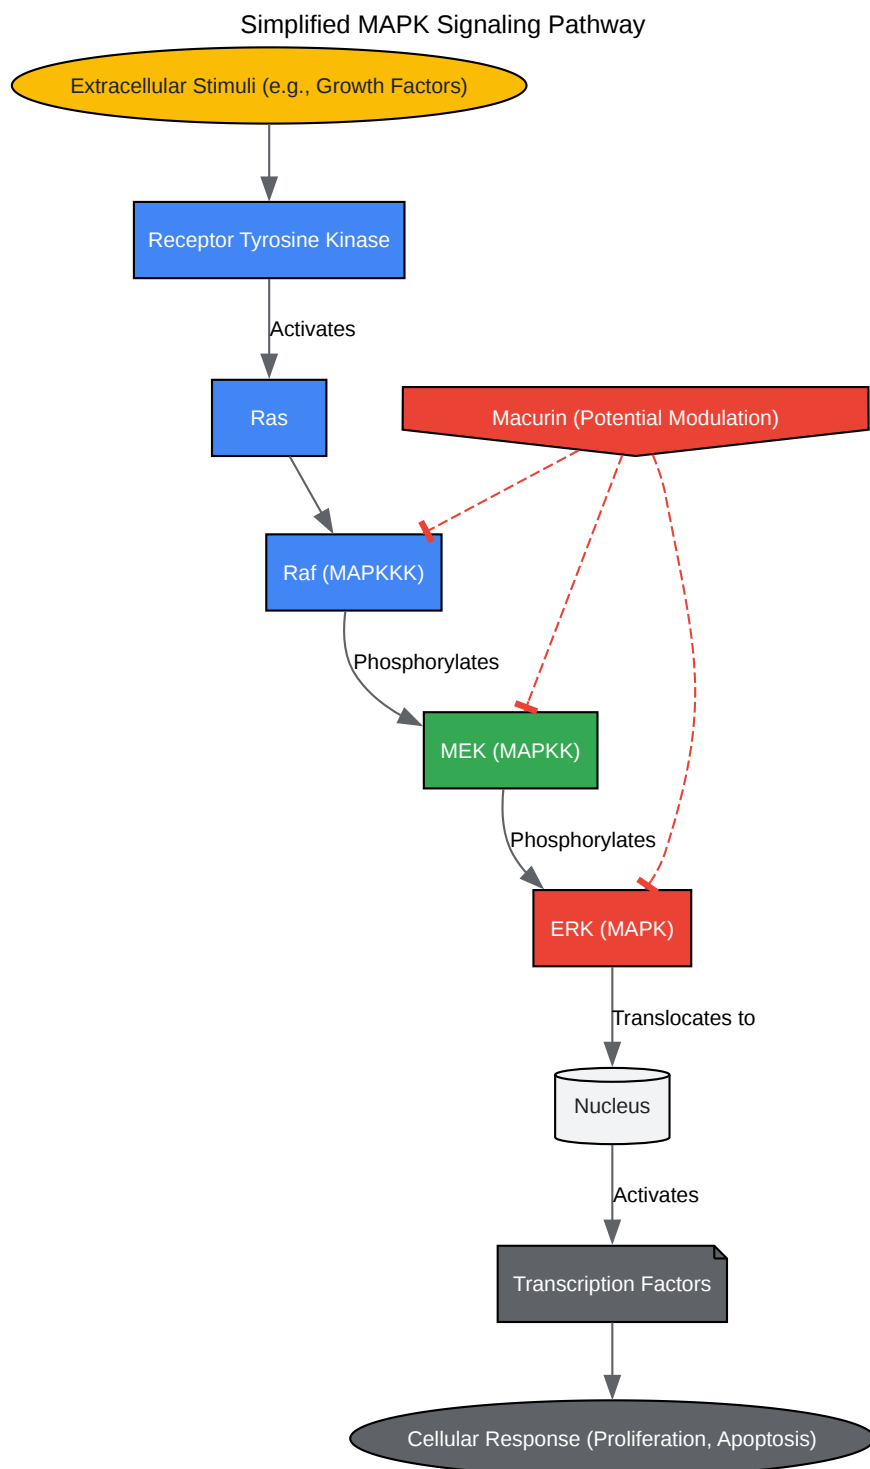 Simplified MAPK Signaling Pathway
Extracellular Stimuli (e.g., Growth Factors)
Receptor Tyrosine Kinase
Activates
Ras
Macurin (Potential Modulation)
Raf (MAPKKK)
Phosphorylates
MEK (MAPKK)
Phosphorylates
ERK (MAPK)
Translocates to
Nucleus
Activates
Transcription Factors
Cellular Response (Proliferation, Apoptosis)